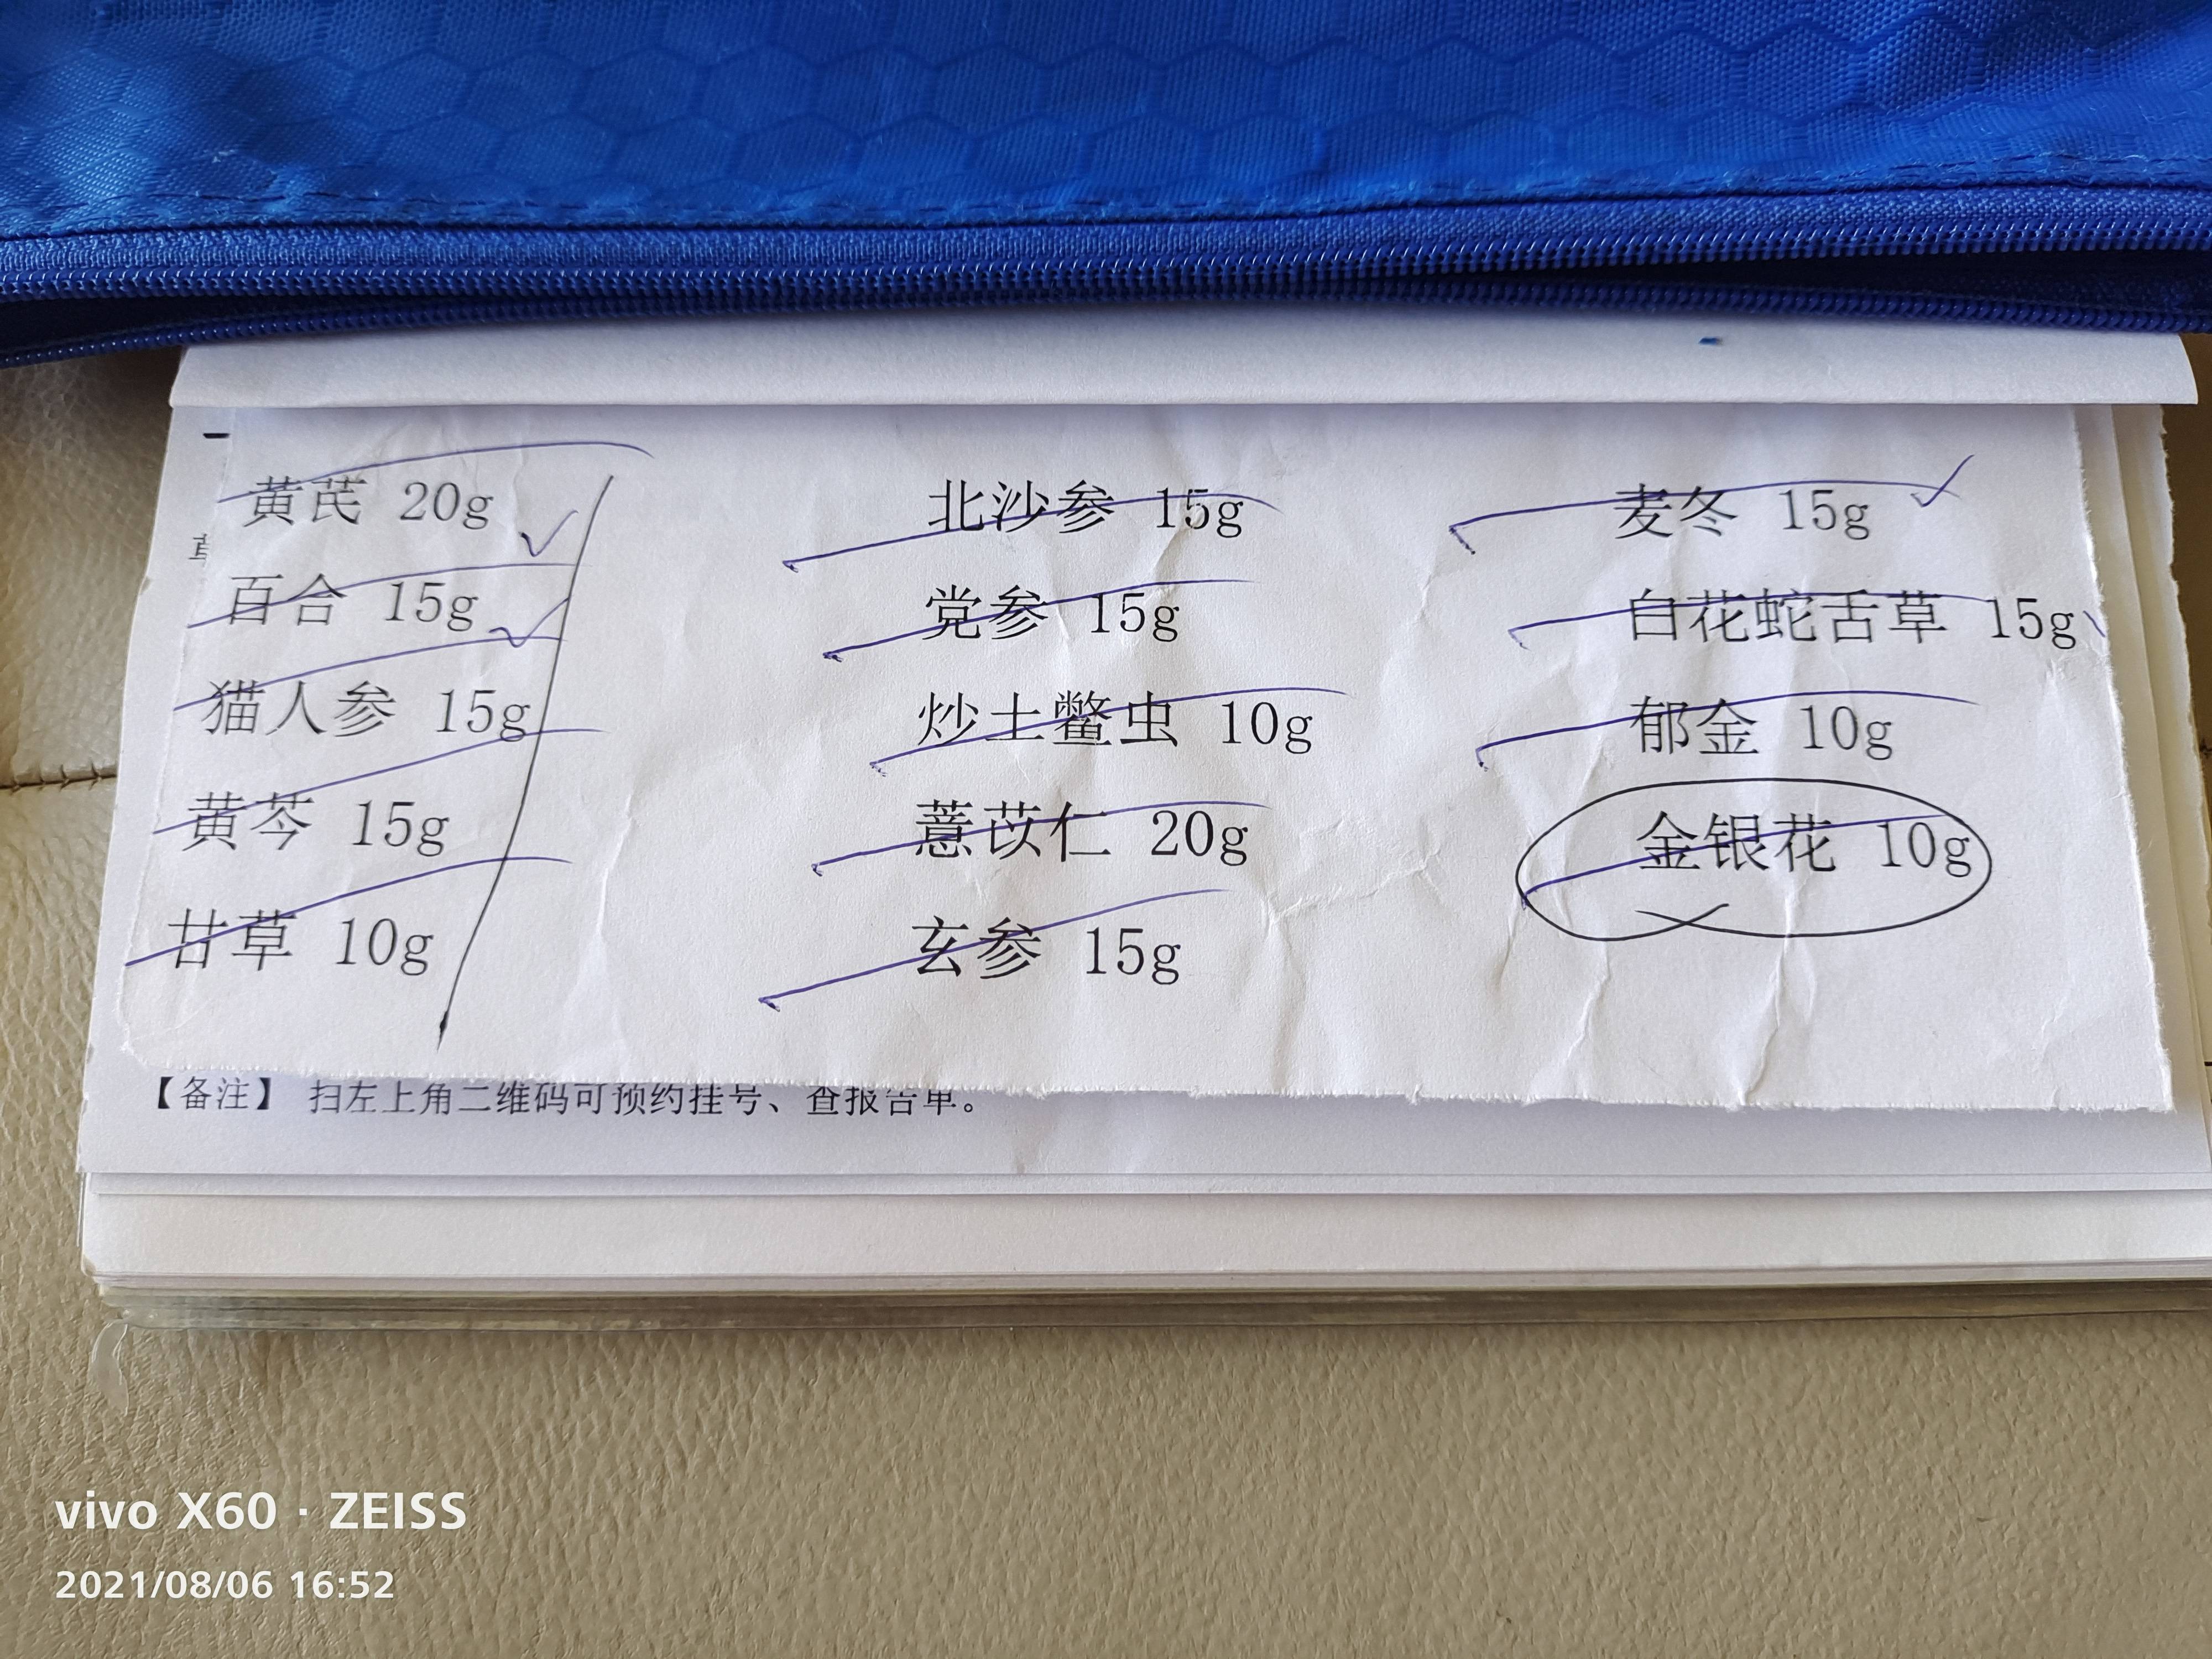 黄芪 20g 北沙参 15g 麦冬 15g
百合 15g 党参 15g 白花蛇舌草 15g
猫人参 15g 炒土鳖虫 10g 郁金 10g
黄芩 15g 薏苡仁 20g 金银花 10g
甘草 10g 玄参 15g
【备注】 扫左上角二维码可预约挂号、查报告单。
vivo X60 · ZEISS
2021/08/06 16:52